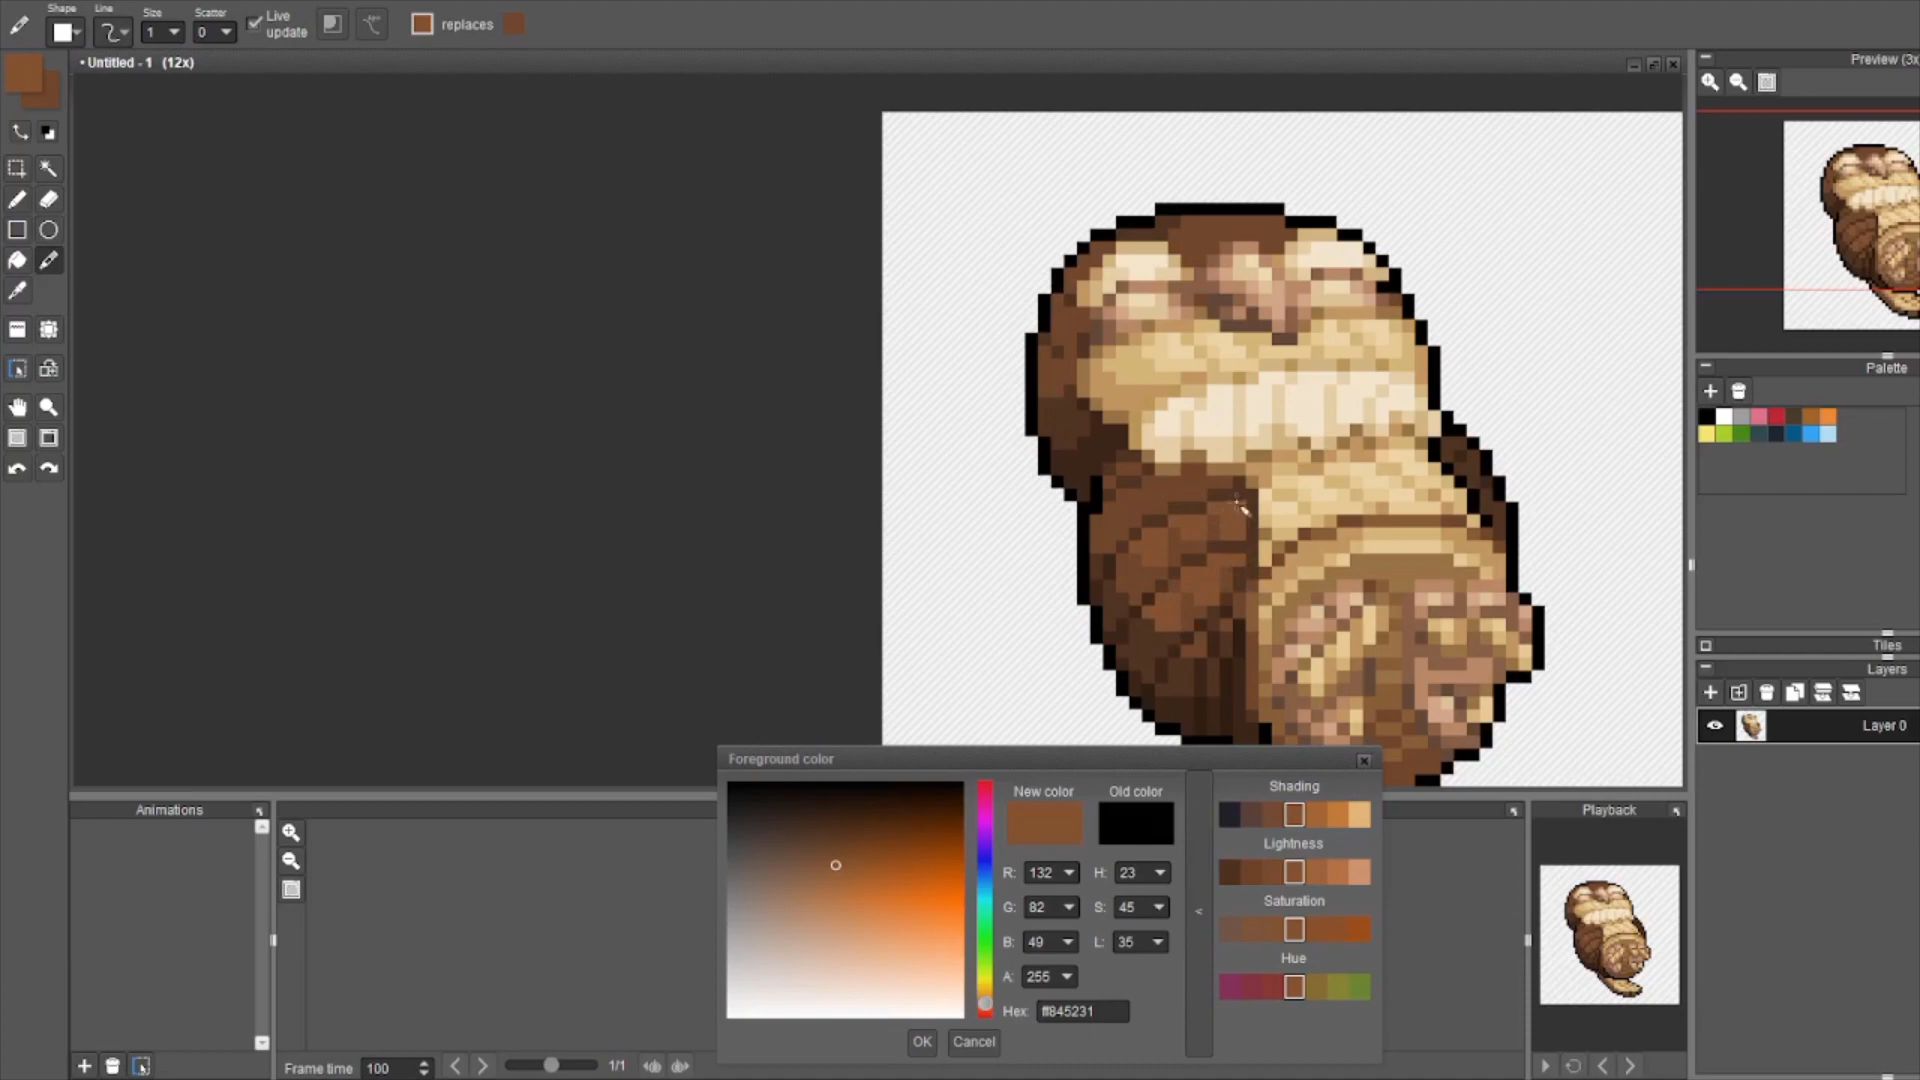 Shape Line Size Scatter
1 0 Live update replaces
• Untitled - 1 (12x)
Preview (3x
Palette
Tiles
Layers
Layer 0
Animations
Frame time 100 1/1
Foreground color
New color Old color
R: 132 H: 23
G: 82 S: 45
B: 49 L: 35
A: 255
Hex: ff845231
OK Cancel
<
Shading
Lightness
Saturation
Hue
Playback